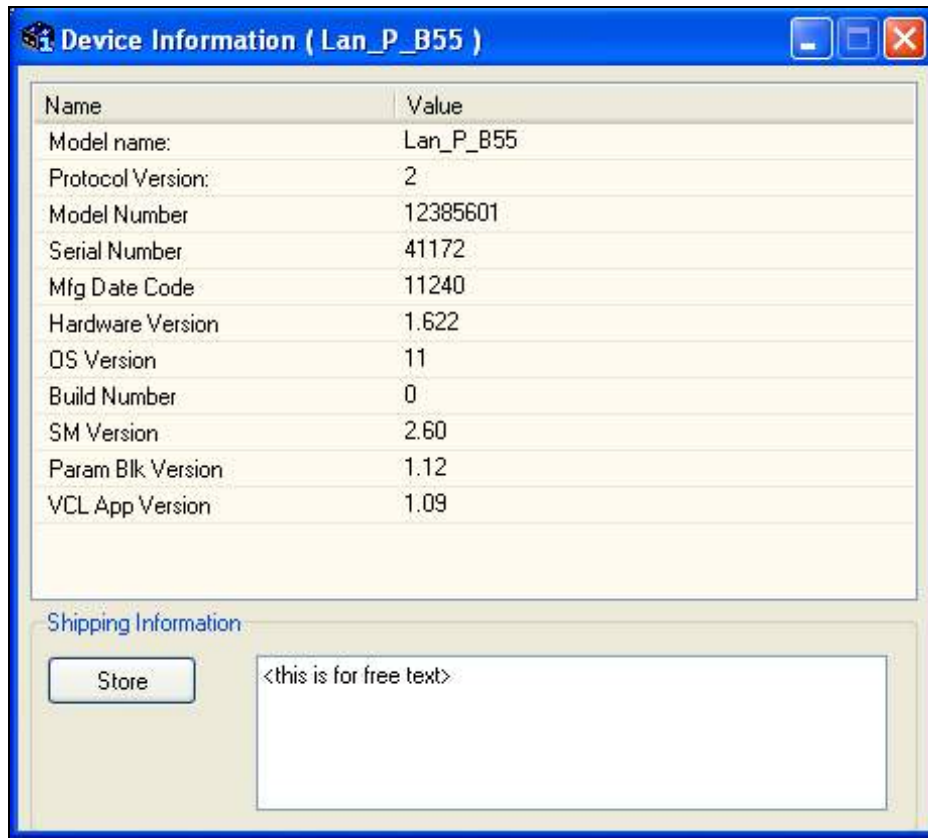 Device Information ( Lan_P_B55 )
Name Value
Model name: Lan_P_B55
Protocol Version: 2
Model Number 12385601
Serial Number 41172
Mfg Date Code 11240
Hardware Version 1.622
OS Version 11
Build Number 0
SM Version 2.60
Param Blk Version 1.12
VCL App Version 1.09
Shipping Information
Store <this is for free text>